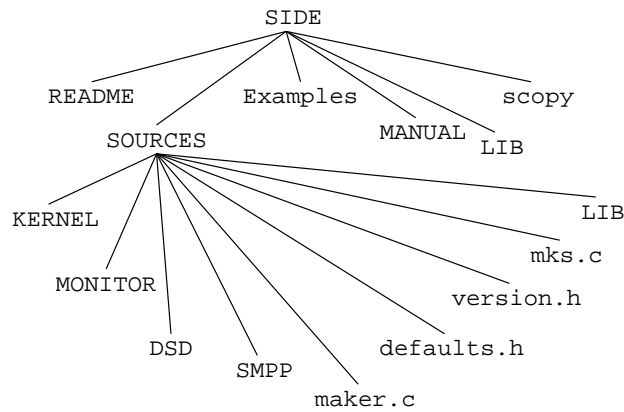 SIDE
README
Examples
scopy
MANUAL
SOURCES
LIB
KERNEL
LIB
mks.c
MONITOR
version.h
DSD
defaults.h
SMPP
maker.c